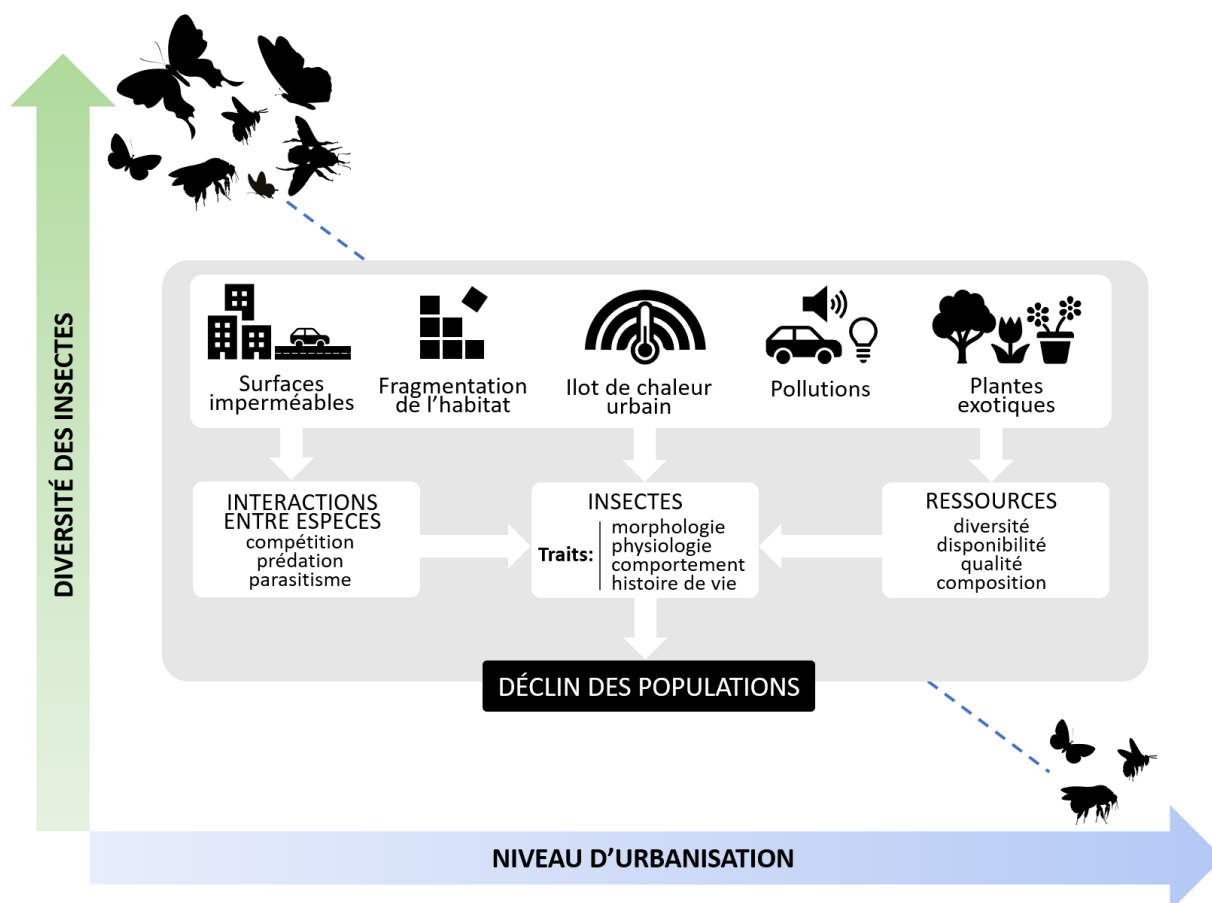 DIVERSITÉ DES INSECTES
Surfaces
imperméables
Fragmentation
de l'habitat
Ilot de chaleur
urbain
Pollutions
Plantes
exotiques
INTERACTIONS
ENTRE ESPECES
compétition
prédation
parasitisme
INSECTES
Traits:
morphologie
physiologie
comportement
histoire de vie
RESSOURCES
diversité
disponibilité
qualité
composition
DÉCLIN DES POPULATIONS
NIVEAU D'URBANISATION